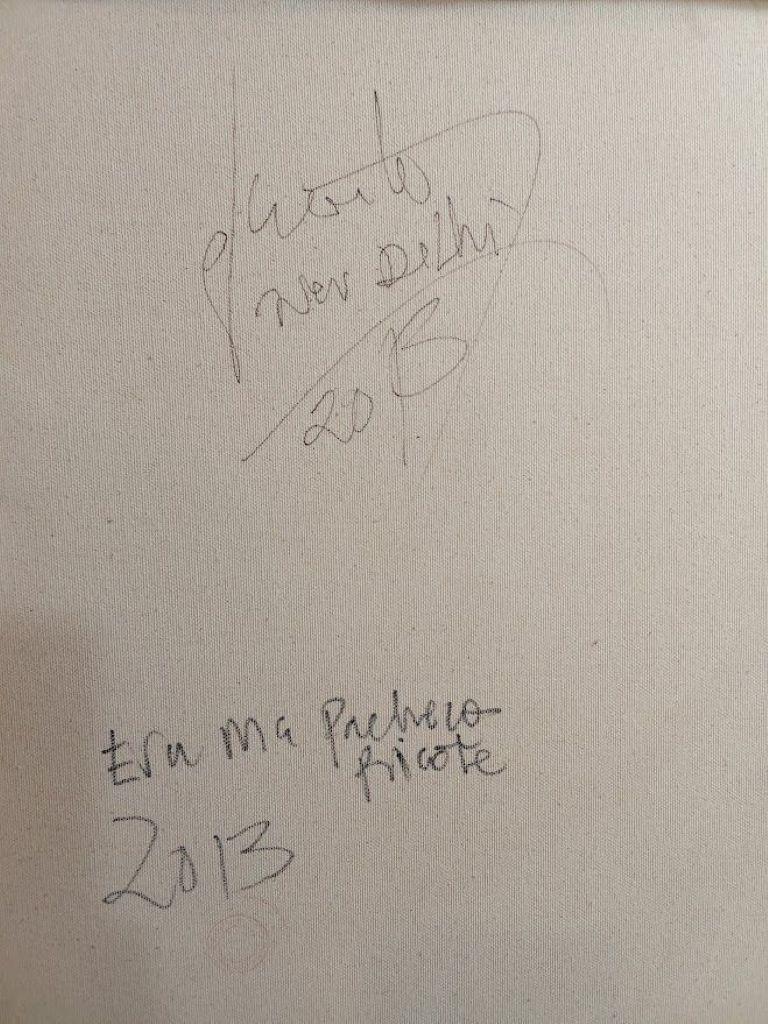 New Delhi
2013
Eva Ma Pacheco
Ricote
2013